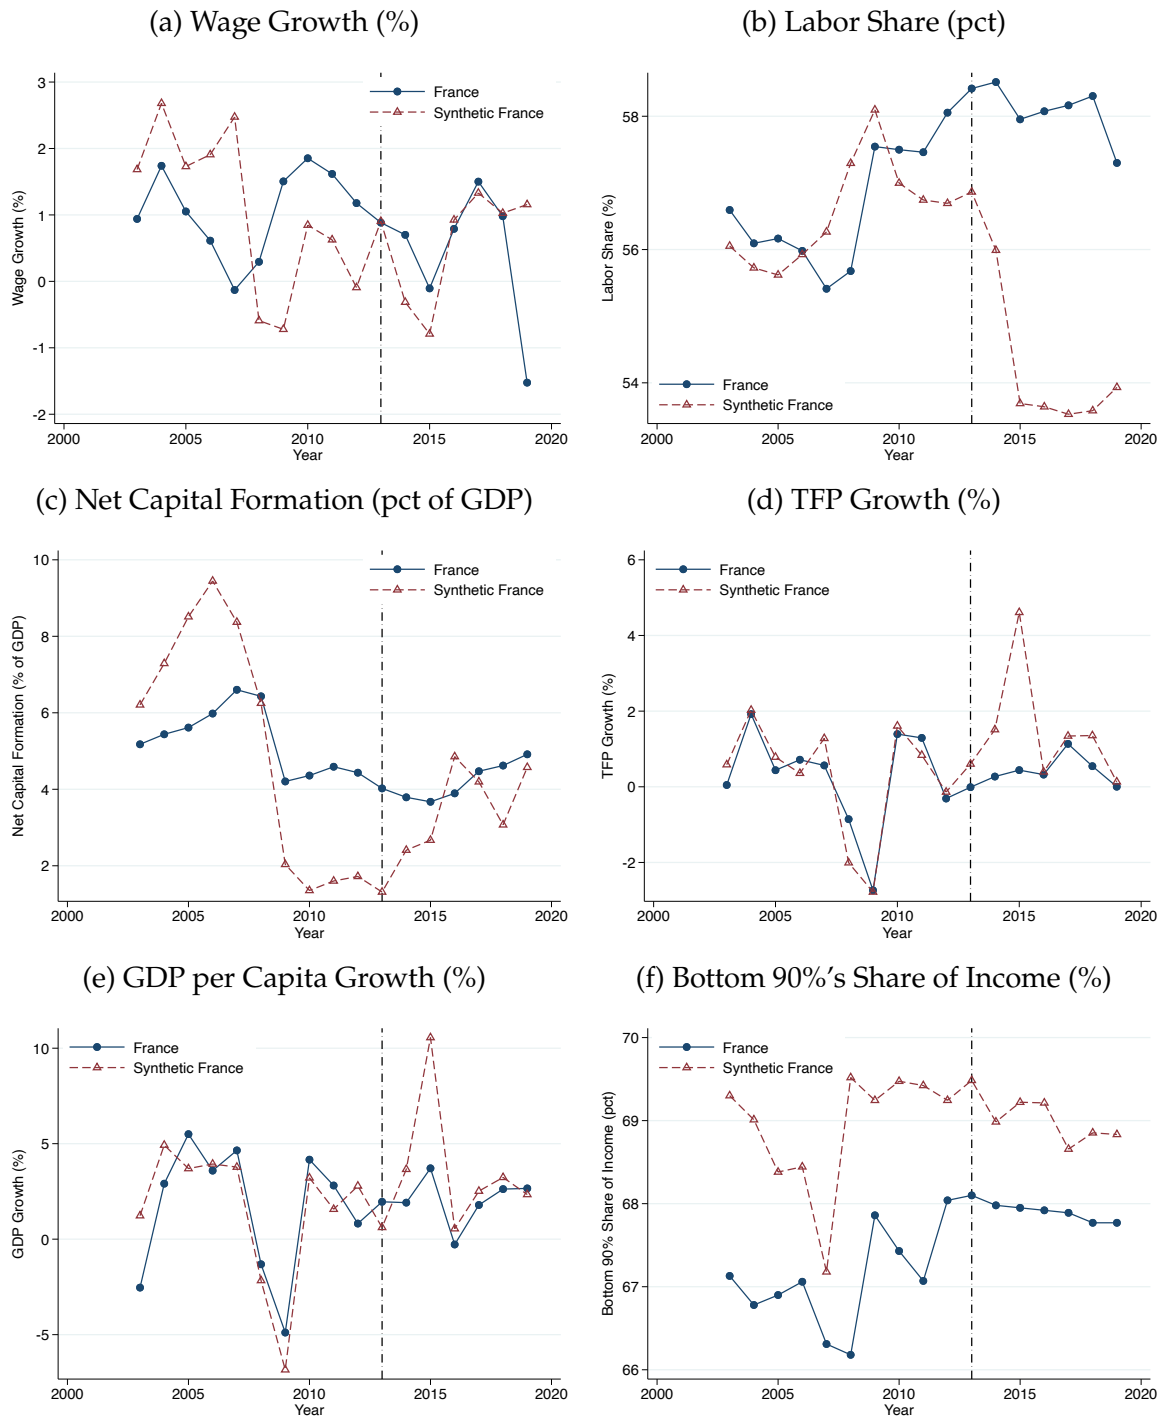 (a) Wage Growth (%)
Wage Growth (%)
3
2
1
0
-1
-2
France
Synthetic France
2000 2005 2010 2015 2020
Year
(b) Labor Share (pct)
Labor Share (%)
58
56
54
France
Synthetic France
2000 2005 2010 2015 2020
Year
(c) Net Capital Formation (pct of GDP)
Net Capital Formation (% of GDP)
10
8
6
4
2
France
Synthetic France
2000 2005 2010 2015 2020
Year
(d) TFP Growth (%)
TFP Growth (%)
6
4
2
0
-2
France
Synthetic France
2000 2005 2010 2015 2020
Year
(e) GDP per Capita Growth (%)
GDP Growth (%)
10
5
0
-5
France
Synthetic France
2000 2005 2010 2015 2020
Year
(f) Bottom 90%’s Share of Income (%)
Bottom 90% Share of Income (pct)
70
69
68
67
66
France
Synthetic France
2000 2005 2010 2015 2020
Year